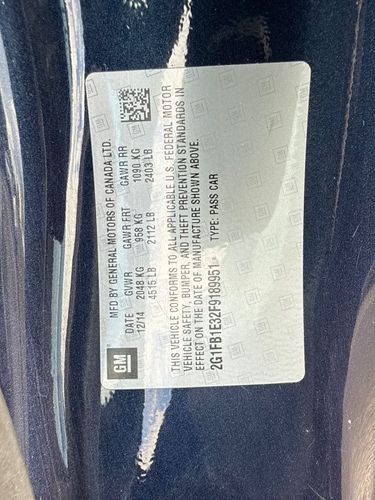 MFD BY GENERAL MOTORS OF CANADA LTD.
DATE GVWR GAWR FRT GAWR RR
12/14 2048 KG 958 KG 1090 KG
4515 LB 2112 LB 2403 LB
THIS VEHICLE CONFORMS TO ALL APPLICABLE U.S. FEDERAL MOTOR
VEHICLE SAFETY, BUMPER, AND THEFT PREVENTION STANDARDS IN
EFFECT ON THE DATE OF MANUFACTURE SHOWN ABOVE.
2G1FB1E32F9189951 TYPE: PASS CAR
GM